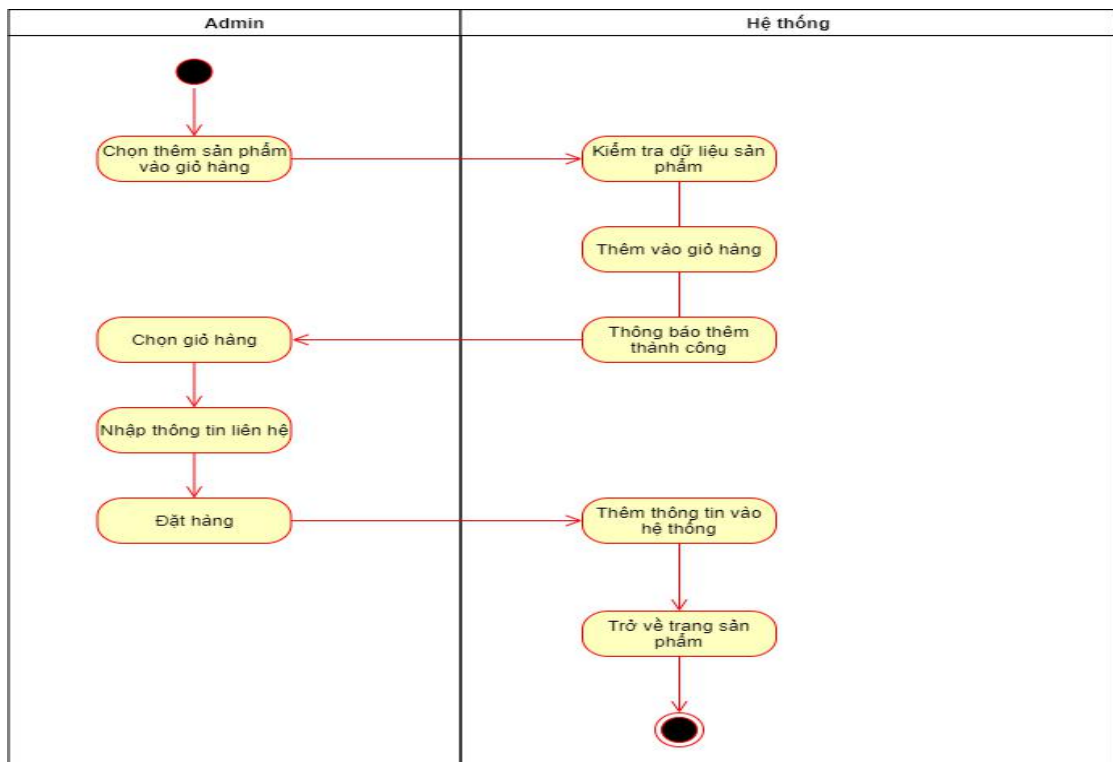 Admin
Hệ thống
Chọn thêm sản phẩm
vào giỏ hàng
Kiểm tra dữ liệu sản
phẩm
Thêm vào giỏ hàng
Thông báo thêm
thành công
Chọn giỏ hàng
Nhập thông tin liên hệ
Đặt hàng
Thêm thông tin vào
hệ thống
Trở về trang sản
phẩm